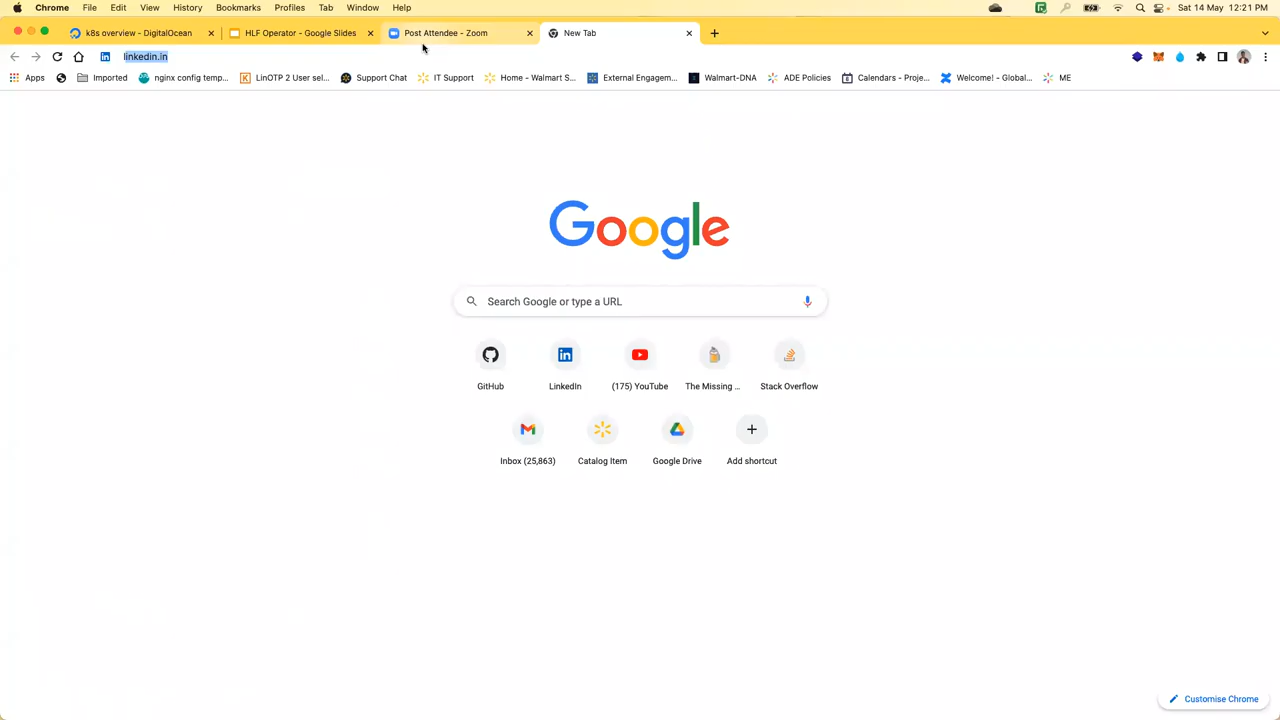 Chrome File Edit View History Bookmarks Profiles Tab Window Help Sat 14 May 12:21 PM
k8s overview - DigitalOcean HLF Operator - Google Slides Post Attendee - Zoom New Tab
linkedin.in
Apps Imported nginx config temp... LinOTP 2 User sel... Support Chat IT Support Home - Walmart S... External Engagem... Walmart-DNA ADE Policies Calendars - Proje... Welcome! - Global... ME
Google
Search Google or type a URL
GitHub LinkedIn (175) YouTube The Missing ... Stack Overflow
Inbox (25,863) Catalog Item Google Drive Add shortcut
Customise Chrome